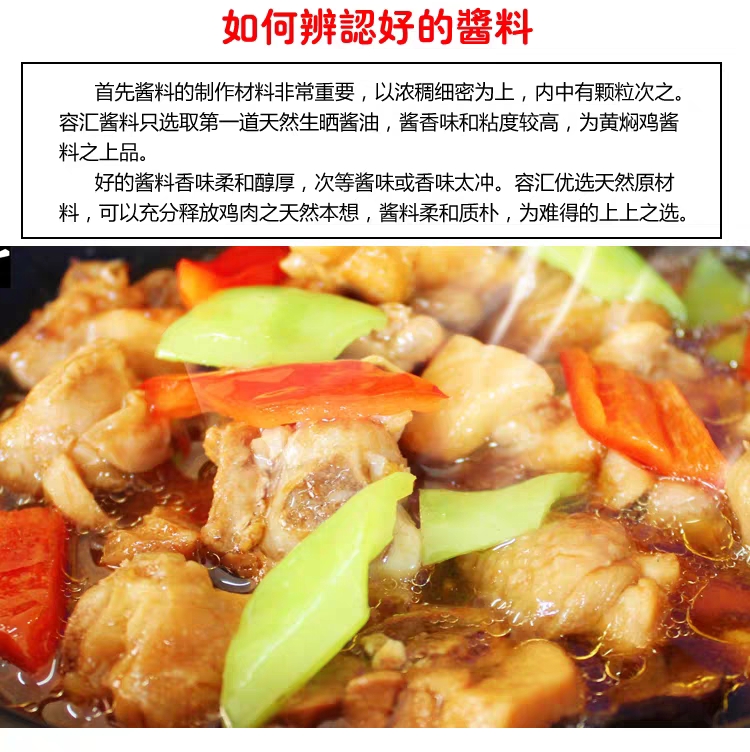 如何辨認好的醬料
首先酱料的制作材料非常重要，以浓稠细密为上，内中有颗粒次之。
容汇酱料只选取第一道天然生晒酱油，酱香味和粘度较高，为黄焖鸡酱
料之上品。
好的酱料香味柔和醇厚，次等酱味或香味太冲。容汇优选天然原材
料，可以充分释放鸡肉之天然本想，酱料柔和质朴，为难得的上上之选。